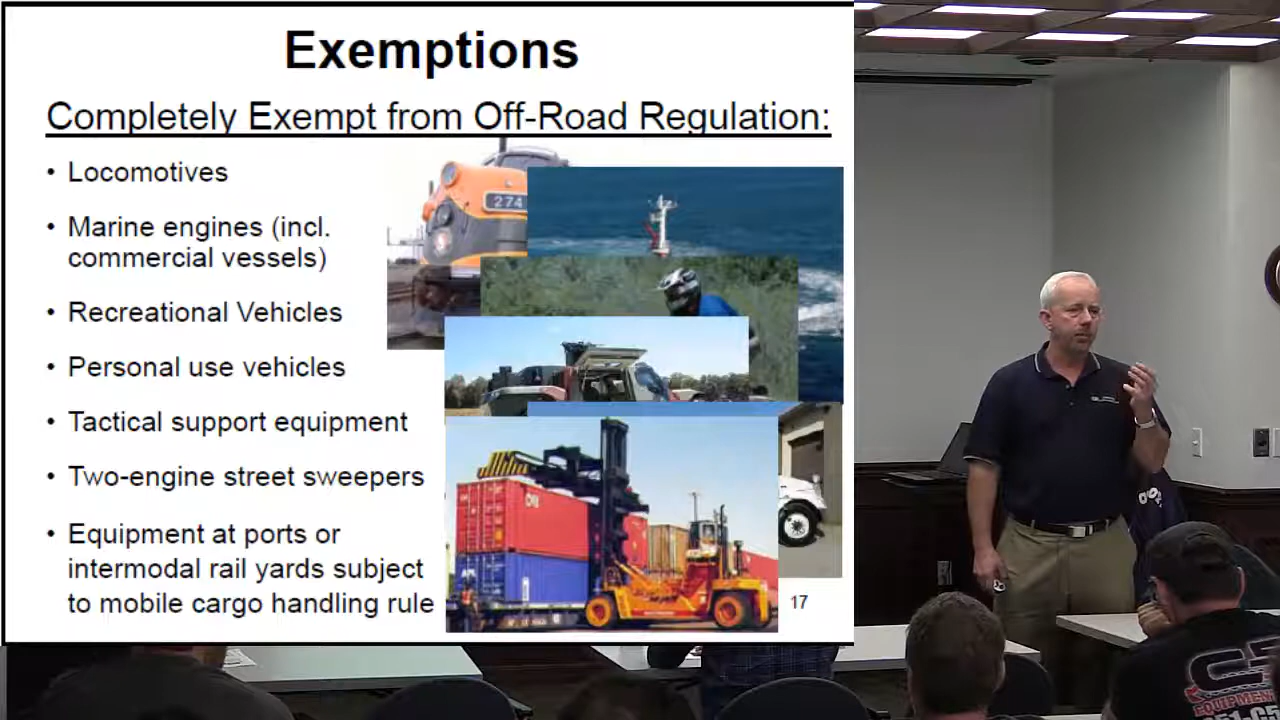 Exemptions
Completely Exempt from Off-Road Regulation:
• Locomotives
• Marine engines (incl.
commercial vessels)
• Recreational Vehicles
• Personal use vehicles
• Tactical support equipment
• Two-engine street sweepers
• Equipment at ports or
intermodal rail yards subject
to mobile cargo handling rule
274
17
EQUIPMENT